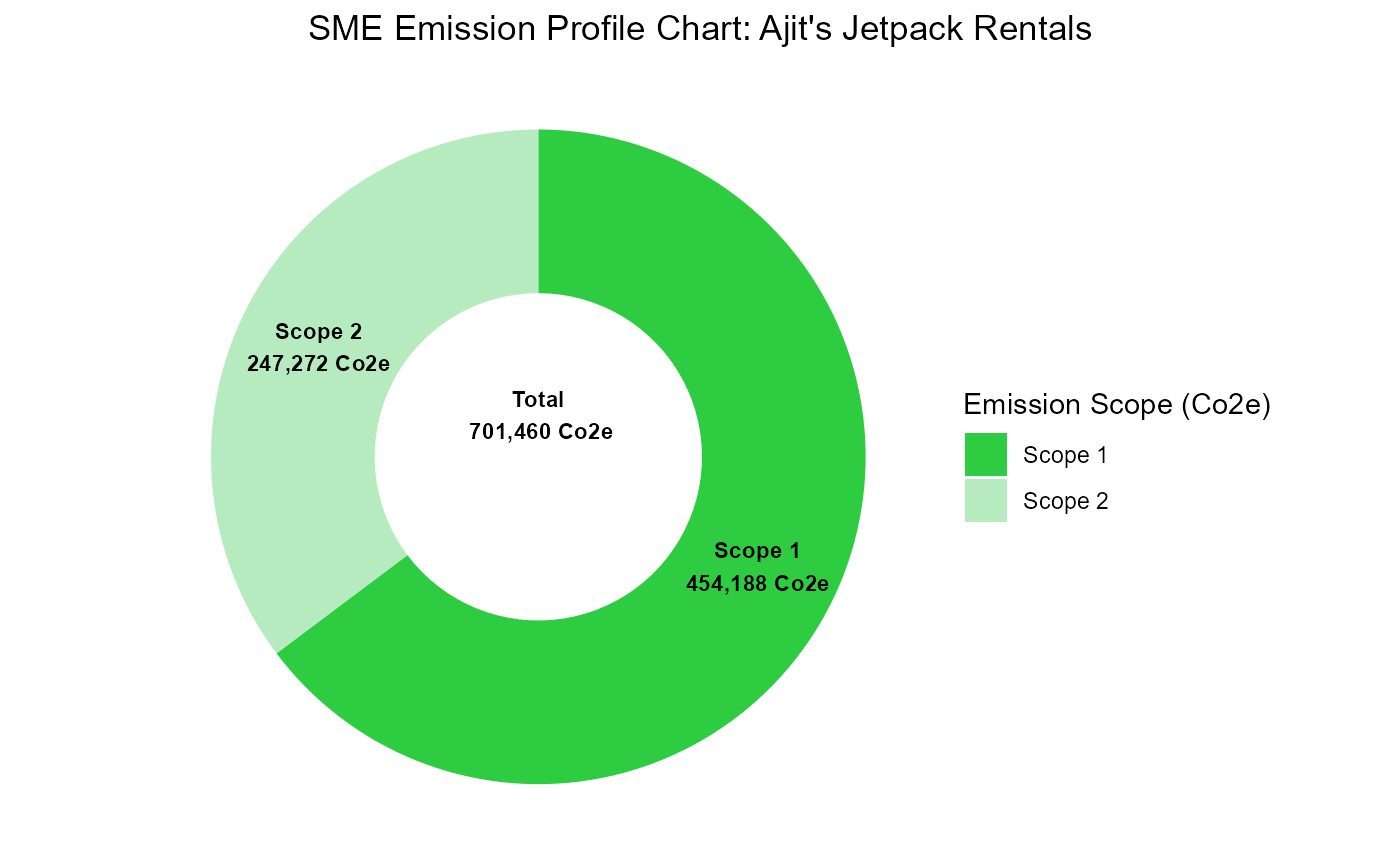 SME Emission Profile Chart: Ajit's Jetpack Rentals
Scope 2
247,272 Co2e
Total
701,460 Co2e
Scope 1
454,188 Co2e
Emission Scope (Co2e)
Scope 1
Scope 2